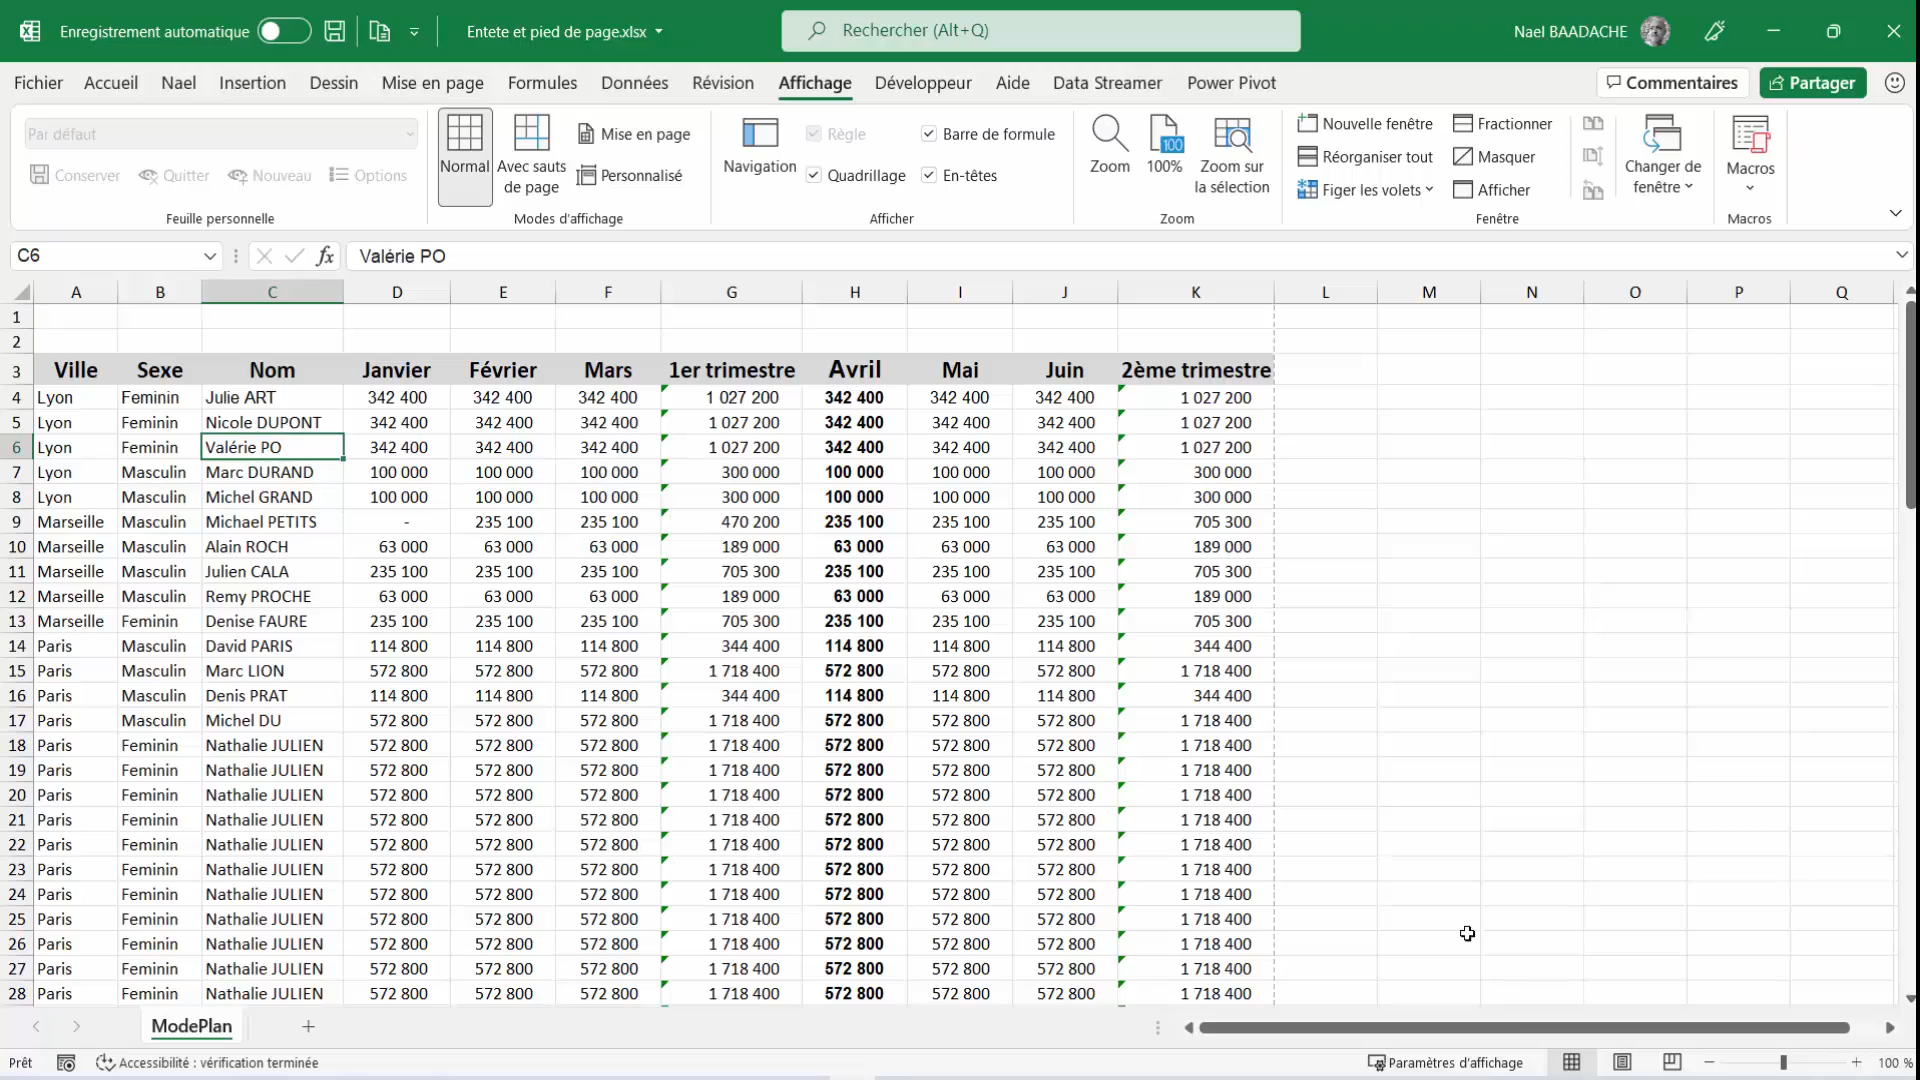 Enregistrement automatique Entete et pied de page.xlsx Rechercher (Alt+Q) Nael BAADACHE
Fichier Accueil Nael Insertion Dessin Mise en page Formules Données Révision Affichage Développeur Aide Data Streamer Power Pivot Commentaires Partager
Par défaut
Conserver Quitter Nouveau Options
Feuille personnelle
Normal
Avec sauts
de page
Mise en page
Personnalisé
Modes d'affichage
Navigation
Règle Barre de formule
Quadrillage En-têtes
Afficher
Zoom
100
100%
Zoom sur
la sélection
Zoom
Nouvelle fenêtre
Réorganiser tout
Figer les volets
Fractionner
Masquer
Afficher
Changer de
fenêtre
Fenêtre
Macros
Macros
C6 fx Valérie PO
A B C D E F G H I J K L M N O P Q
1
2
3 Ville Sexe Nom Janvier Février Mars 1er trimestre Avril Mai Juin 2ème trimestre
4 Lyon Feminin Julie ART 342 400 342 400 342 400 1 027 200 342 400 342 400 342 400 1 027 200
5 Lyon Feminin Nicole DUPONT 342 400 342 400 342 400 1 027 200 342 400 342 400 342 400 1 027 200
6 Lyon Feminin Valérie PO 342 400 342 400 342 400 1 027 200 342 400 342 400 342 400 1 027 200
7 Lyon Masculin Marc DURAND 100 000 100 000 100 000 300 000 100 000 100 000 100 000 300 000
8 Lyon Masculin Michel GRAND 100 000 100 000 100 000 300 000 100 000 100 000 100 000 300 000
9 Marseille Masculin Michael PETITS - 235 100 235 100 470 200 235 100 235 100 235 100 705 300
10 Marseille Masculin Alain ROCH 63 000 63 000 63 000 189 000 63 000 63 000 63 000 189 000
11 Marseille Masculin Julien CALA 235 100 235 100 235 100 705 300 235 100 235 100 235 100 705 300
12 Marseille Masculin Remy PROCHE 63 000 63 000 63 000 189 000 63 000 63 000 63 000 189 000
13 Marseille Feminin Denise FAURE 235 100 235 100 235 100 705 300 235 100 235 100 235 100 705 300
14 Paris Masculin David PARIS 114 800 114 800 114 800 344 400 114 800 114 800 114 800 344 400
15 Paris Masculin Marc LION 572 800 572 800 572 800 1 718 400 572 800 572 800 572 800 1 718 400
16 Paris Masculin Denis PRAT 114 800 114 800 114 800 344 400 114 800 114 800 114 800 344 400
17 Paris Masculin Michel DU 572 800 572 800 572 800 1 718 400 572 800 572 800 572 800 1 718 400
18 Paris Feminin Nathalie JULIEN 572 800 572 800 572 800 1 718 400 572 800 572 800 572 800 1 718 400
19 Paris Feminin Nathalie JULIEN 572 800 572 800 572 800 1 718 400 572 800 572 800 572 800 1 718 400
20 Paris Feminin Nathalie JULIEN 572 800 572 800 572 800 1 718 400 572 800 572 800 572 800 1 718 400
21 Paris Feminin Nathalie JULIEN 572 800 572 800 572 800 1 718 400 572 800 572 800 572 800 1 718 400
22 Paris Feminin Nathalie JULIEN 572 800 572 800 572 800 1 718 400 572 800 572 800 572 800 1 718 400
23 Paris Feminin Nathalie JULIEN 572 800 572 800 572 800 1 718 400 572 800 572 800 572 800 1 718 400
24 Paris Feminin Nathalie JULIEN 572 800 572 800 572 800 1 718 400 572 800 572 800 572 800 1 718 400
25 Paris Feminin Nathalie JULIEN 572 800 572 800 572 800 1 718 400 572 800 572 800 572 800 1 718 400
26 Paris Feminin Nathalie JULIEN 572 800 572 800 572 800 1 718 400 572 800 572 800 572 800 1 718 400
27 Paris Feminin Nathalie JULIEN 572 800 572 800 572 800 1 718 400 572 800 572 800 572 800 1 718 400
28 Paris Feminin Nathalie JULIEN 572 800 572 800 572 800 1 718 400 572 800 572 800 572 800 1 718 400
ModePlan
Prêt Accessibilité : vérification terminée Paramètres d'affichage 100 %